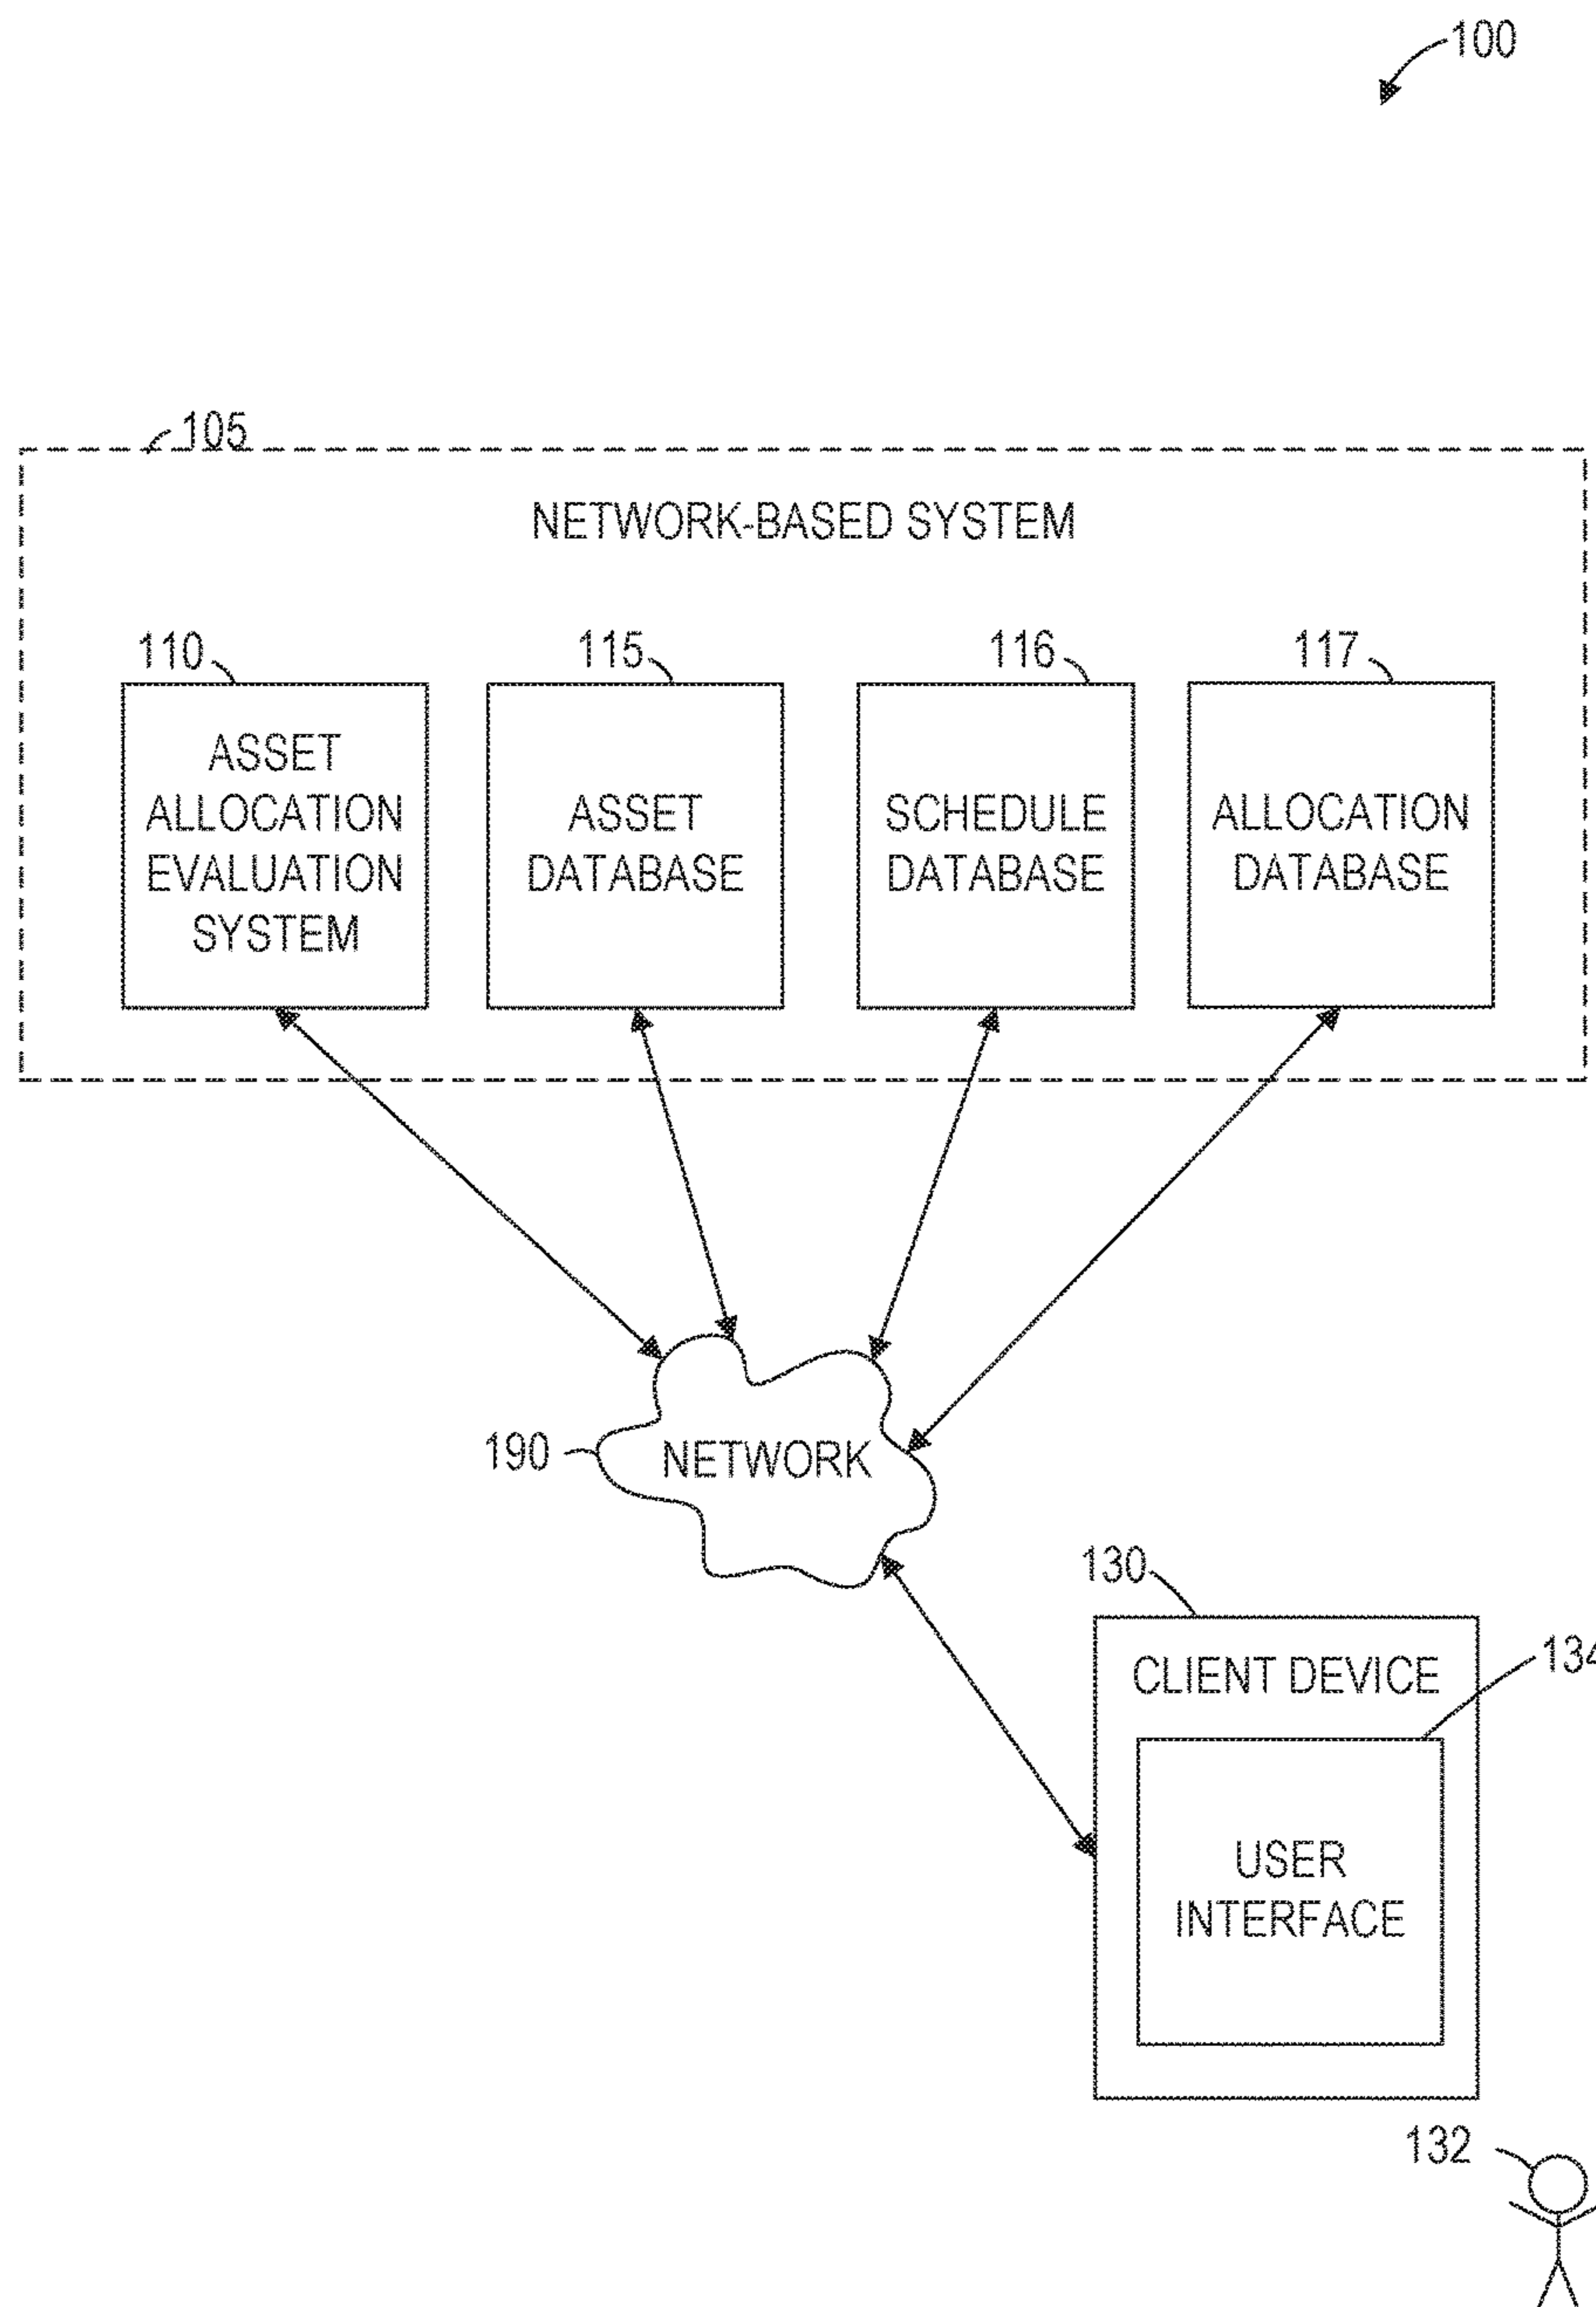 100
105
NETWORK-BASED SYSTEM
110
115
116
117
ASSET
ALLOCATION
EVALUATION
SYSTEM
ASSET
DATABASE
SCHEDULE
DATABASE
ALLOCATION
DATABASE
190
NETWORK
130
CLIENT DEVICE
134
USER
INTERFACE
132